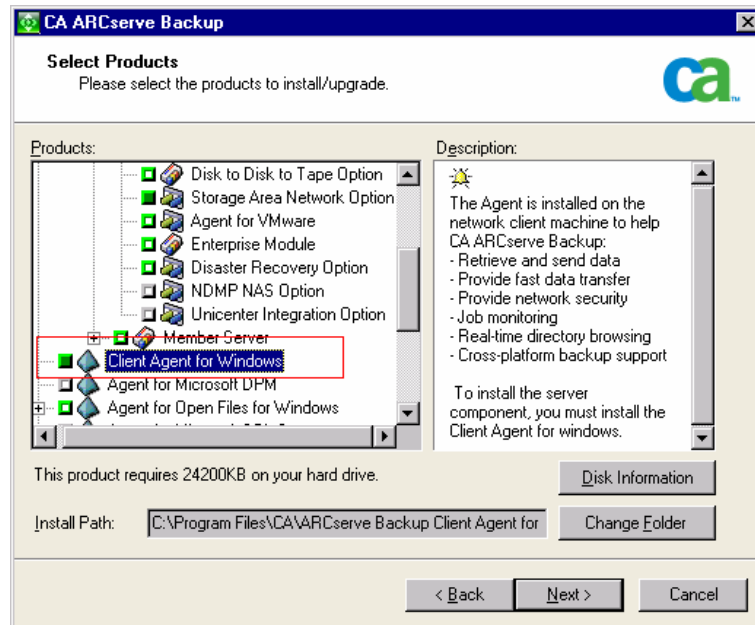 CA ARCserve Backup
Select Products
Please select the products to install/upgrade.
ca
TM
Products:
Disk to Disk to Tape Option
Storage Area Network Option
Agent for VMware
Enterprise Module
Disaster Recovery Option
NDMP NAS Option
Unicenter Integration Option
Member Server
Client Agent for Windows
Agent for Microsoft DPM
Agent for Open Files for Windows
Description:
The Agent is installed on the
network client machine to help
CA ARCserve Backup:
- Retrieve and send data
- Provide fast data transfer
- Provide network security
- Job monitoring
- Real-time directory browsing
- Cross-platform backup support
To install the server
component, you must install the
Client Agent for windows.
This product requires 24200KB on your hard drive.
Disk Information
Install Path:
C:\Program Files\CA\ARCserve Backup Client Agent for
Change Folder
< Back
Next >
Cancel